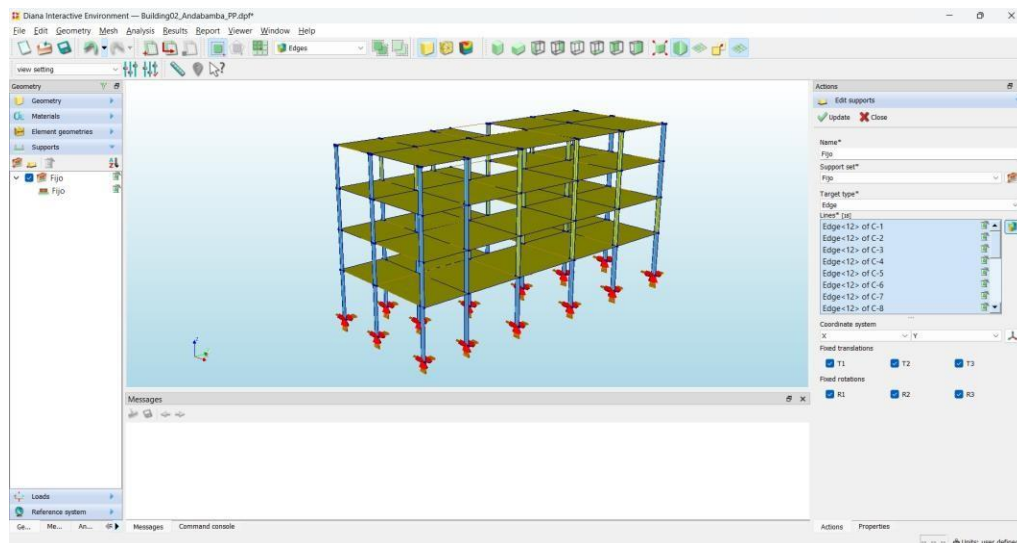 Diana Interactive Environment — Building02_Andabamba_PP.dpf*
File Edit Geometry Mesh Analysis Results Report Viewer Window Help
Edges
view setting
Geometry
Geometry
Materials
Element geometries
Supports
Fijo
Fijo
Loads
Reference system
Ge... Me... An...
Messages
Messages Command console
Actions
Edit supports
Update Close
Name*
Fijo
Support set*
Fijo
Target type*
Edge
Lines* [18]
Edge<12> of C-1
Edge<12> of C-2
Edge<12> of C-3
Edge<12> of C-4
Edge<12> of C-5
Edge<12> of C-6
Edge<12> of C-7
Edge<12> of C-8
Coordinate system
X Y
Fixed translations
T1 T2 T3
Fixed rotations
R1 R2 R3
Actions Properties
Units: user defined